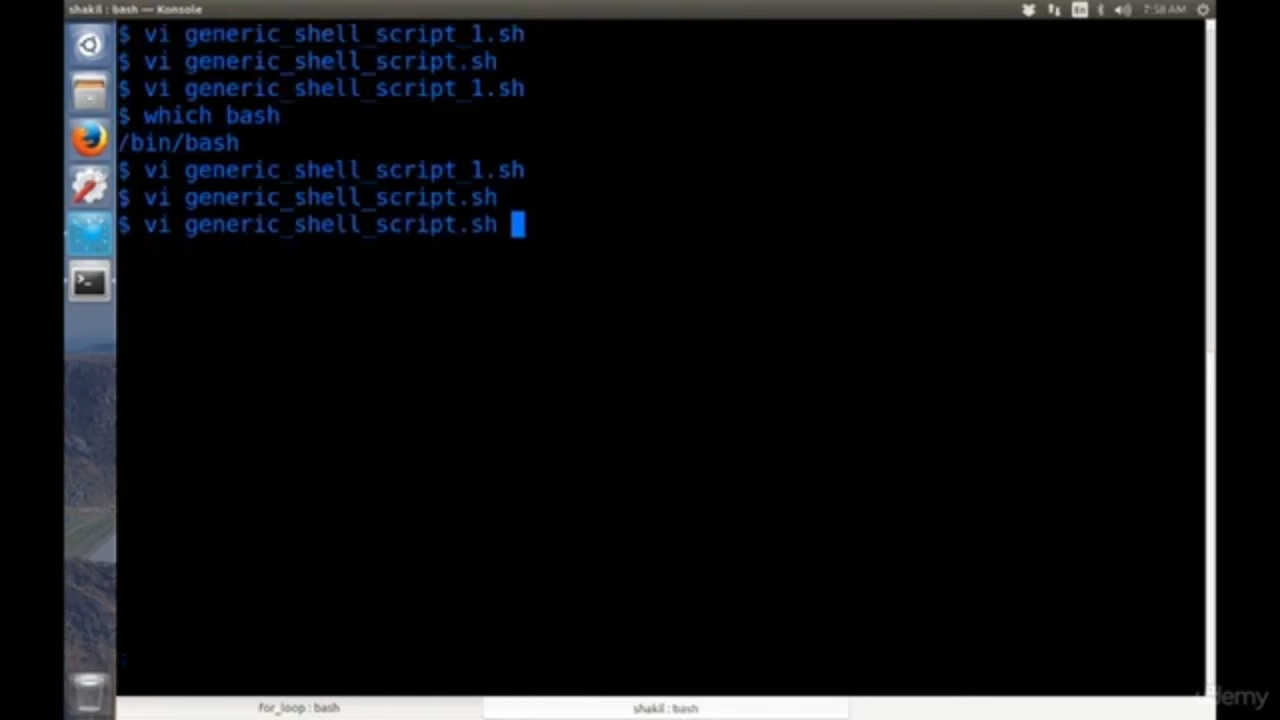 shakil : bash — Konsole
En
7:58 AM
$ vi generic_shell_script_1.sh
$ vi generic_shell_script.sh
$ vi generic_shell_script_1.sh
$ which bash
/bin/bash
$ vi generic_shell_script_1.sh
$ vi generic_shell_script.sh
$ vi generic_shell_script.sh
for_loop : bash
shakil : bash
udemy